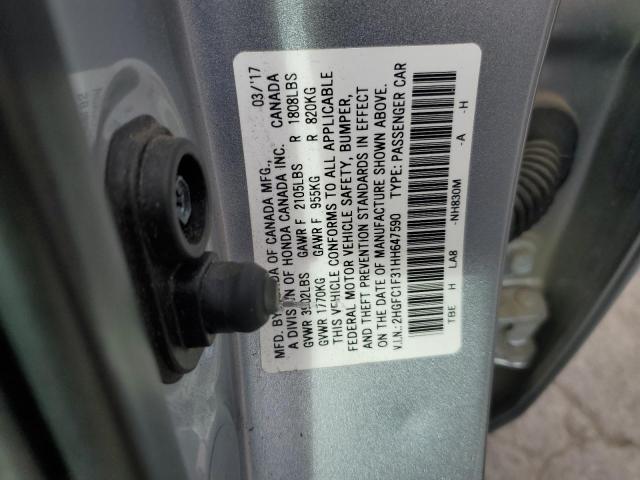 MFD. BY HONDA OF CANADA MFG., 03/'17
A DIVISION OF HONDA CANADA INC. CANADA
GVWR 3902LBS GAWR F 2105LBS R 1808LBS
GVWR 1770KG GAWR F 955KG R 820KG
THIS VEHICLE CONFORMS TO ALL APPLICABLE
FEDERAL MOTOR VEHICLE SAFETY, BUMPER,
AND THEFT PREVENTION STANDARDS IN EFFECT
ON THE DATE OF MANUFACTURE SHOWN ABOVE.
V.I.N.: 2HGFC1F31HH647590 TYPE: PASSENGER CAR
TBE H LA8 -NH830M -A -H